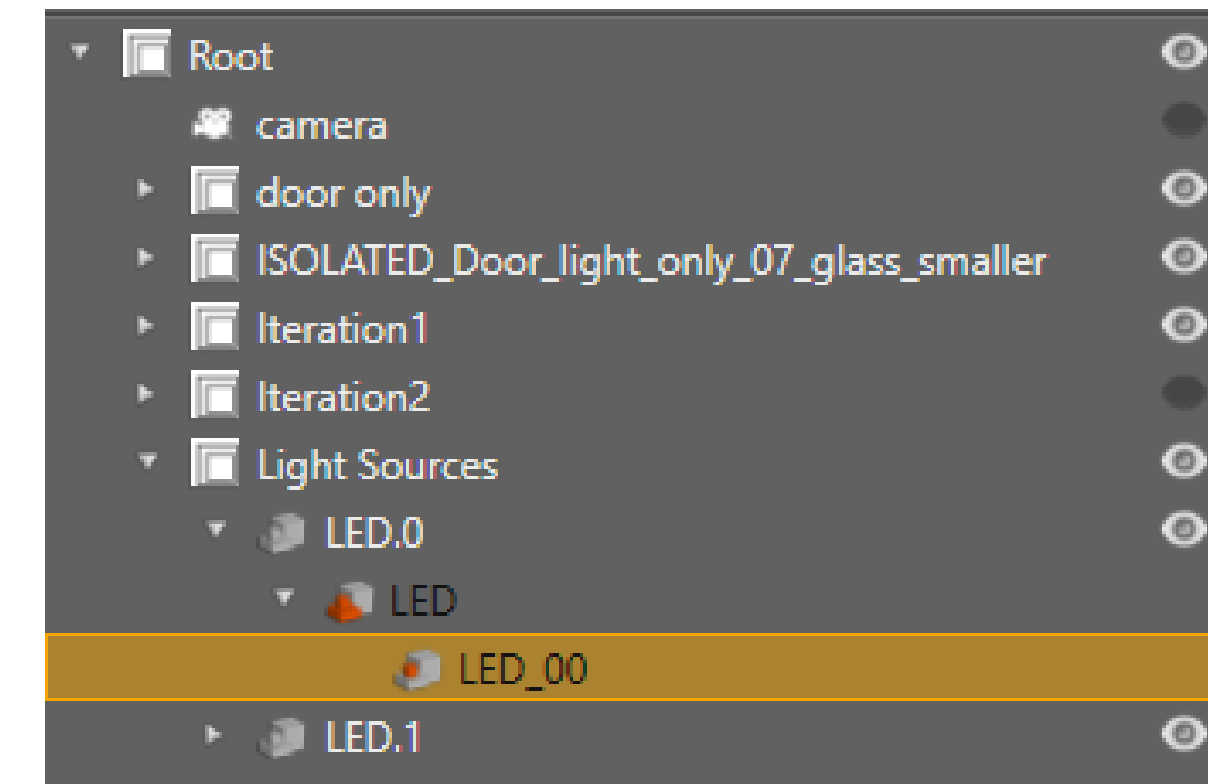 Root
camera
door only
ISOLATED_Door_light_only_07_glass_smaller
Iteration1
Iteration2
Light Sources
LED.0
LED
LED_00
LED.1